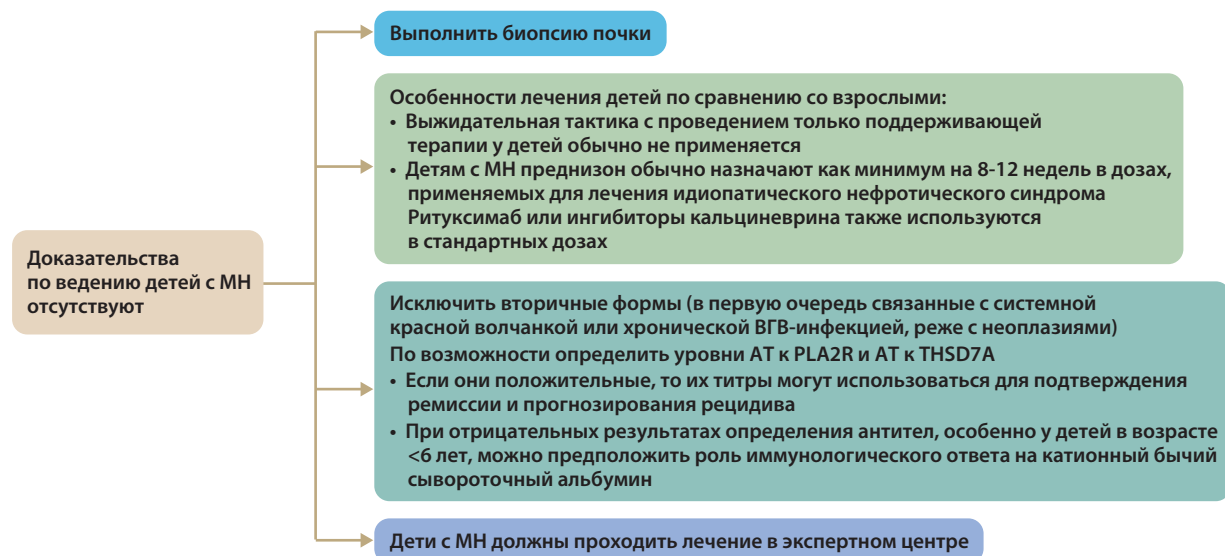 Доказательства
по ведению детей с МН
отсутствуют
Выполнить биопсию почки
Особенности лечения детей по сравнению со взрослыми:
• Выжидательная тактика с проведением только поддерживающей
терапии у детей обычно не применяется
• Детям с МН преднизон обычно назначают как минимум на 8-12 недель в дозах,
применяемых для лечения идиопатического нефротического синдрома
Ритуксимаб или ингибиторы кальциневрина также используются
в стандартных дозах
Исключить вторичные формы (в первую очередь связанные с системной
красной волчанкой или хронической ВГВ-инфекцией, реже с неоплазиями)
По возможности определить уровни АТ к PLA2R и АТ к THSD7A
• Если они положительные, то их титры могут использоваться для подтверждения
ремиссии и прогнозирования рецидива
• При отрицательных результатах определения антител, особенно у детей в возрасте
<6 лет, можно предположить роль иммунологического ответа на катионный бычий
сывороточный альбумин
Дети с МН должны проходить лечение в экспертном центре